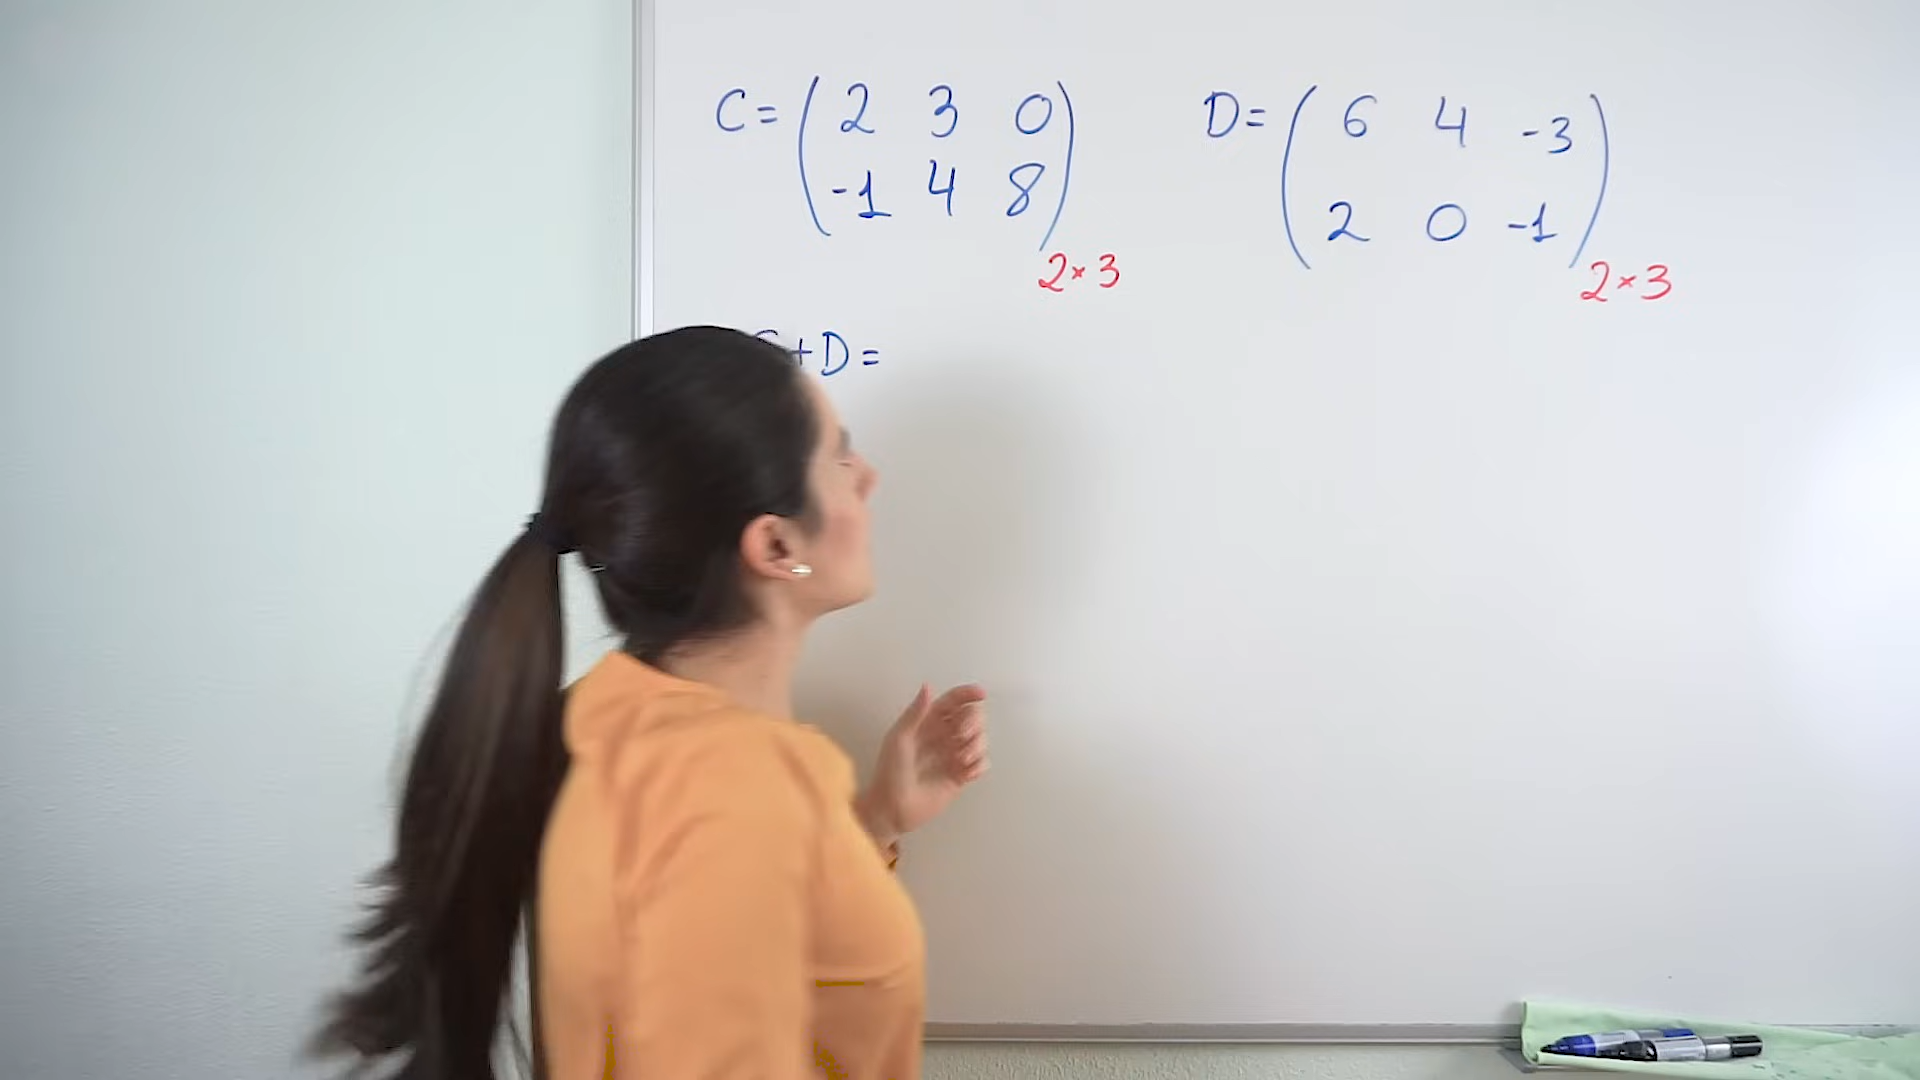 C = ( 2 3 0
-1 4 8 ) 2×3
D = ( 6 4 -3
2 0 -1 ) 2×3
C+D =